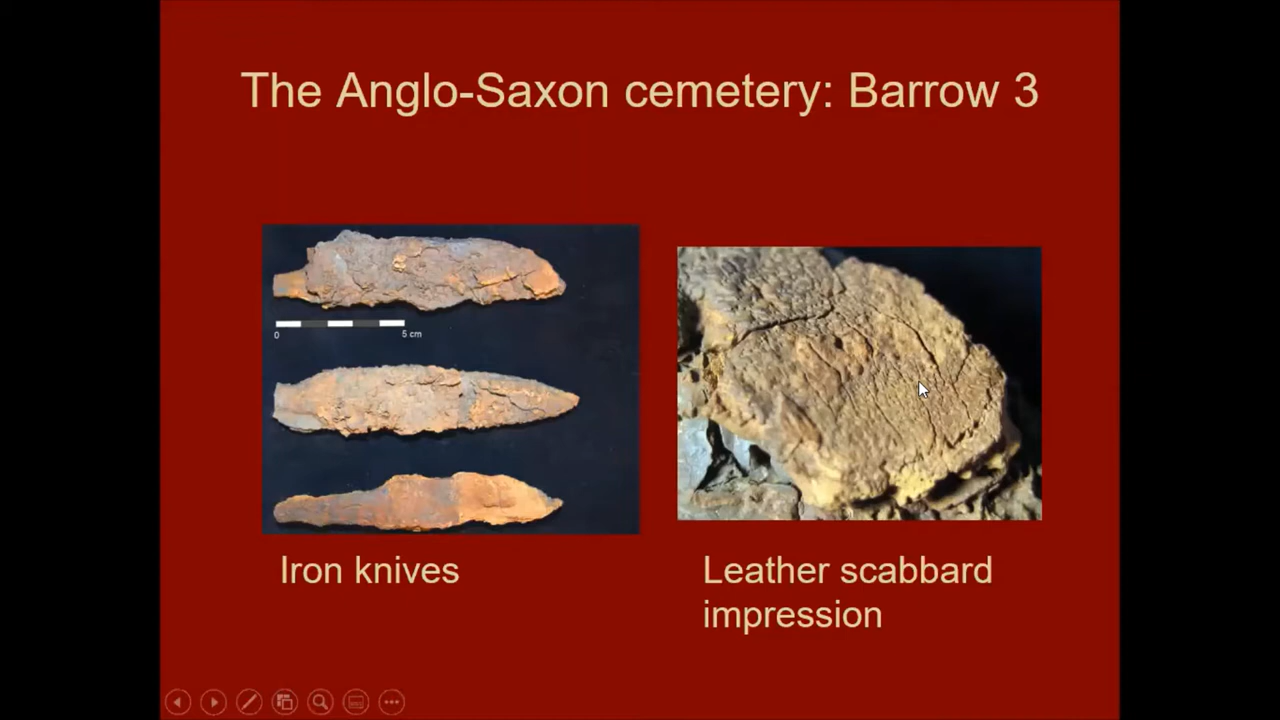 The Anglo-Saxon cemetery: Barrow 3
0 5 cm
Iron knives
Leather scabbard
impression